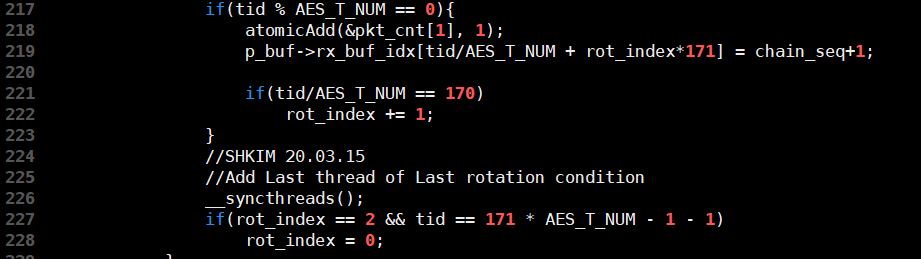 217 if(tid % AES_T_NUM == 0){
218 atomicAdd(&pkt_cnt[1], 1);
219 p_buf->rx_buf_idx[tid/AES_T_NUM + rot_index*171] = chain_seq+1;
220
221 if(tid/AES_T_NUM == 170)
222 rot_index += 1;
223 }
224 //SHKIM 20.03.15
225 //Add Last thread of Last rotation condition
226 __syncthreads();
227 if(rot_index == 2 && tid == 171 * AES_T_NUM - 1 - 1)
228 rot_index = 0;